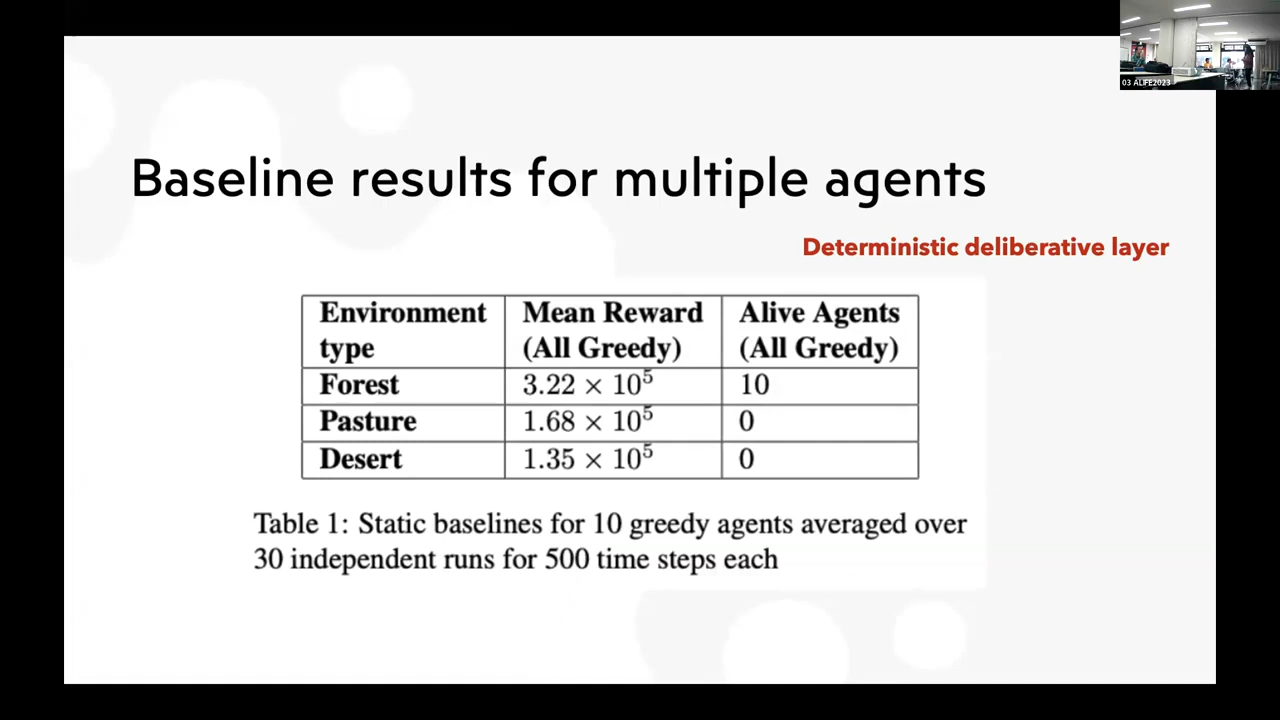 03 ALIFE2023
Baseline results for multiple agents
Deterministic deliberative layer
Environment type | Mean Reward (All Greedy) | Alive Agents (All Greedy)
Forest | 3.22 × 10⁵ | 10
Pasture | 1.68 × 10⁵ | 0
Desert | 1.35 × 10⁵ | 0
Table 1: Static baselines for 10 greedy agents averaged over
30 independent runs for 500 time steps each